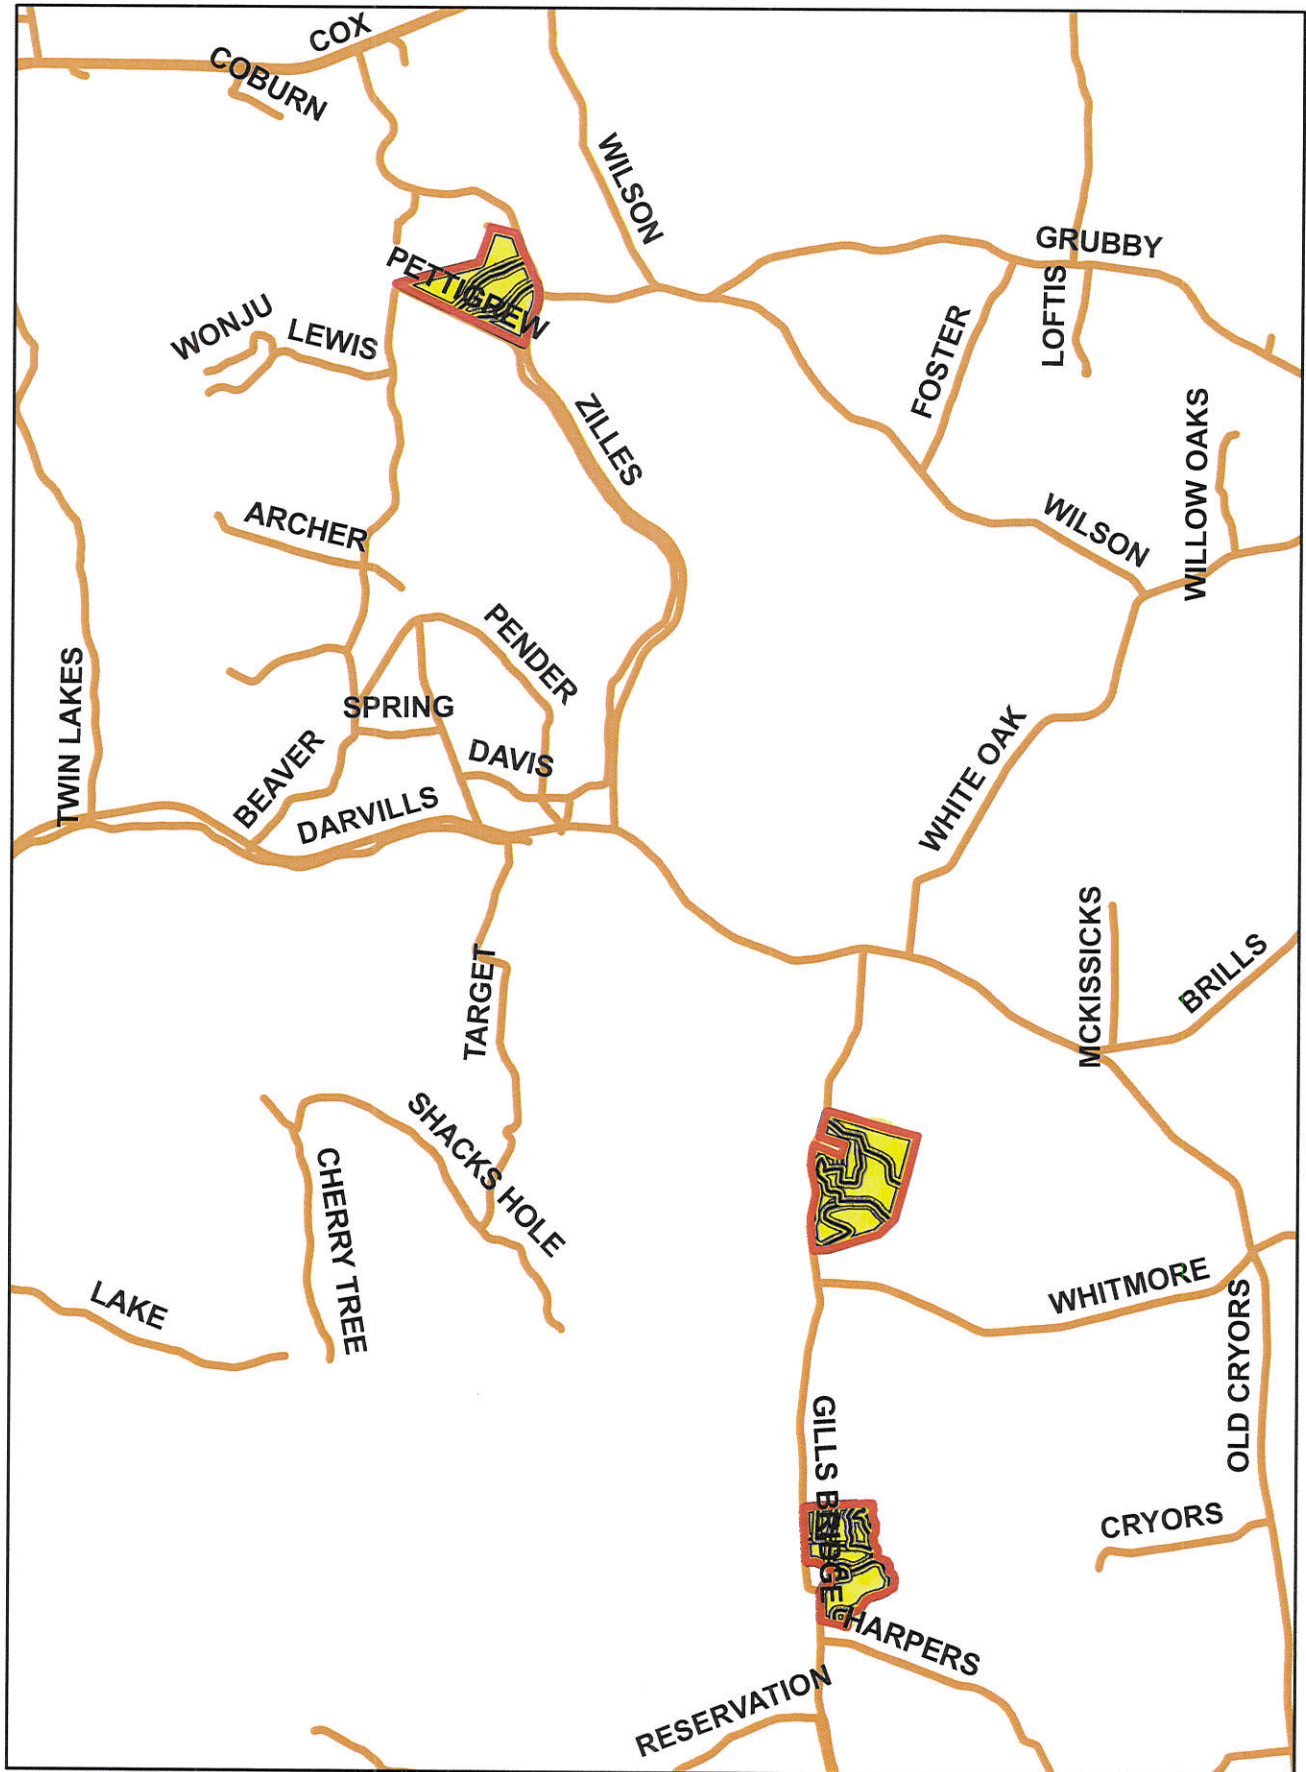 COX
COBURN
WILSON
GRUBBY
PETTIGREW
LOFTIS
WONJU
LEWIS
FOSTER
ZILLES
WILLOW OAKS
ARCHER
WILSON
PENDER
TWIN LAKES
SPRING
DAVIS
BEAVER
DARVILLS
WHITE OAK
MCKISSICKS
BRILLS
TARGET
SHACKS HOLE
CHERRY TREE
LAKE
WHITMORE
OLD CRYORS
GILLS BRIDGE
CRYORS
HARPERS
RESERVATION